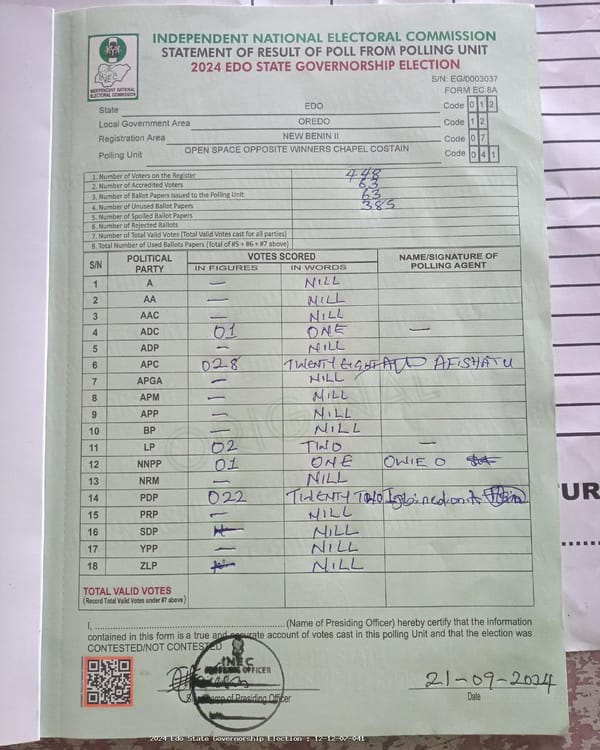 INDEPENDENT NATIONAL ELECTORAL COMMISSION
STATEMENT OF RESULT OF POLL FROM POLLING UNIT
2024 EDO STATE GOVERNORSHIP ELECTION
INEC
INDEPENDENT NATIONAL ELECTORAL COMMISSION
S/N: EG/0003037
FORM EC 8A
State EDO Code 0 1 2
Local Government Area OREDO Code 1 2
Registration Area NEW BENIN II Code 0 7
Polling Unit OPEN SPACE OPPOSITE WINNERS CHAPEL COSTAIN Code 0 4 1
1. Number of Voters on the Register 448
2. Number of Accredited Voters 63
3. Number of Ballot Papers Issued to the Polling Unit 63
4. Number of Unused Ballot Papers 385
5. Number of Spoiled Ballot Papers
6. Number of Rejected Ballots
7. Number of Total Valid Votes (Total Valid Votes cast for all parties)
8. Total Number of Used Ballots Papers (Total of #5 + #6 + #7 above)
S/N POLITICAL PARTY VOTES SCORED NAME/SIGNATURE OF POLLING AGENT
IN FIGURES IN WORDS
1 A — NILL
2 AA — NILL
3 AAC — NILL
4 ADC 01 ONE —
5 ADP — NILL
6 APC 028 TWENTY EIGHT AFISHATU
7 APGA — NILL
8 APM — NILL
9 APP — NILL
10 BP — NILL
11 LP 02 TWO —
12 NNPP 01 ONE OWIE O
13 NRM — NILL
14 PDP 022 TWENTY TWO
15 PRP — NILL
16 SDP NILL
17 YPP — NILL
18 ZLP NILL
TOTAL VALID VOTES
(Record Total Valid Votes under #7 above)
I, ........................................ (Name of Presiding Officer) hereby certify that the information
contained in this form is a true and accurate account of votes cast in this polling Unit and that the election was
CONTESTED/NOT CONTESTED
INEC
OFFICER
21-09-2024
of Presiding Officer Date
ORIGINAL
UR
2024 Edo State Governorship Election : 12-12-07-041